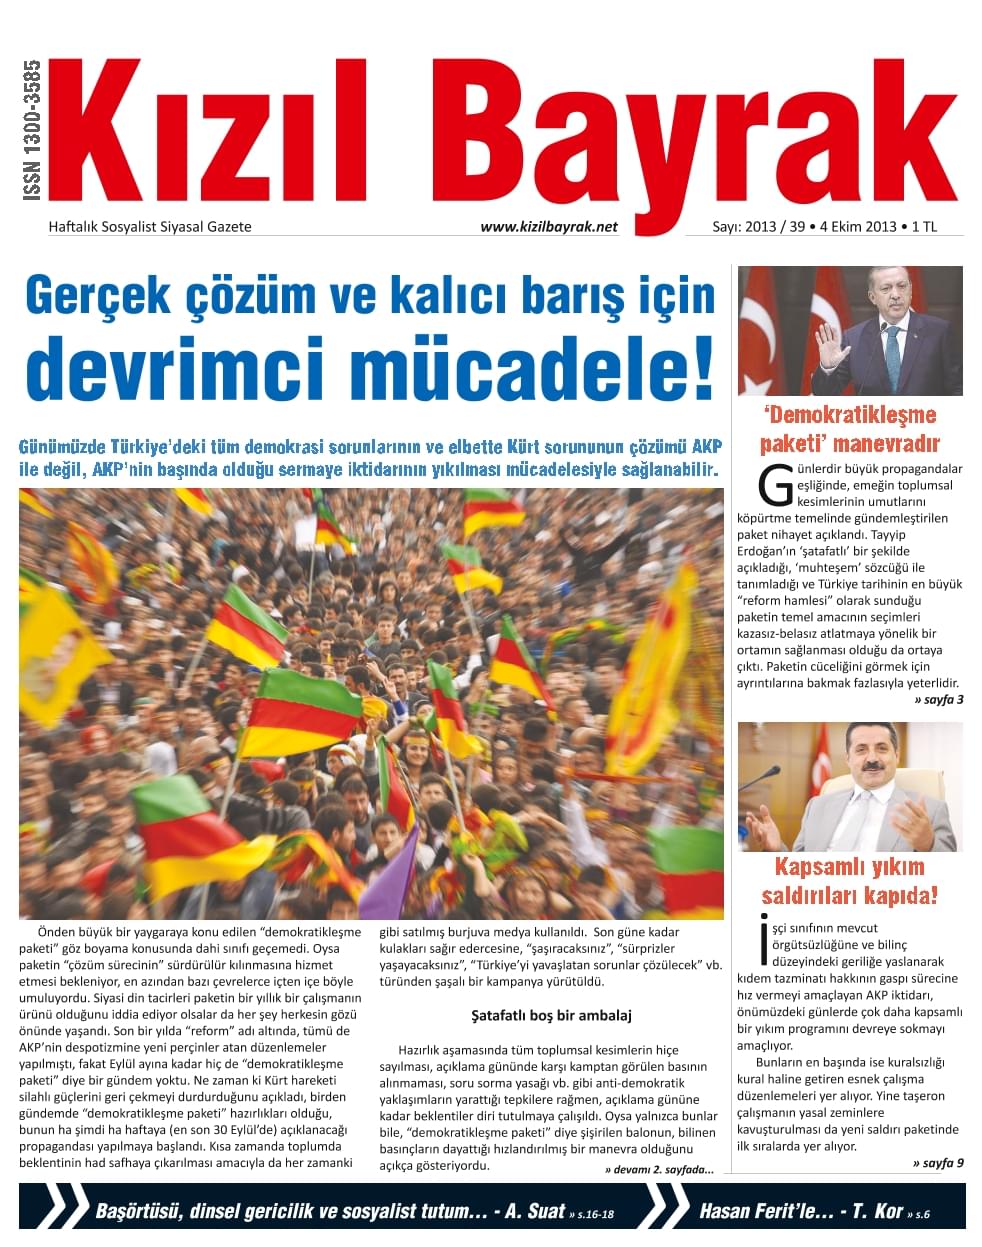 ISSN 1300-3585
Kızıl Bayrak
Haftalık Sosyalist Siyasal Gazete
www.kizilbayrak.net
Sayı: 2013 / 39 • 4 Ekim 2013 • 1 TL
Gerçek çözüm ve kalıcı barış için
devrimci mücadele!
Günümüzde Türkiye’deki tüm demokrasi sorunlarının ve elbette Kürt sorununun çözümü AKP
ile değil, AKP’nin başında olduğu sermaye iktidarının yıkılması mücadelesiyle sağlanabilir.
Önden büyük bir yaygaraya konu edilen “demokratikleşme
paketi” göz boyama konusunda dahi sınıfı geçemedi. Oysa
paketin “çözüm sürecinin” sürdürülür kılınmasına hizmet
etmesi bekleniyor, en azından bazı çevrelerce içten içe böyle
umuluyordu. Siyasi din tacirleri paketin bir yıllık bir çalışmanın
ürünü olduğunu iddia ediyor olsalar da her şey herkesin gözü
önünde yaşandı. Son bir yılda “reform” adı altında, tümü de
AKP’nin despotizmine yeni perçinler atan düzenlemeler
yapılmıştı, fakat Eylül ayına kadar hiç de “demokratikleşme
paketi” diye bir gündem yoktu. Ne zaman ki Kürt hareketi
silahlı güçlerini geri çekmeyi durdurduğunu açıkladı, birden
gündemde “demokratikleşme paketi” hazırlıkları olduğu,
bunun ha şimdi ha haftaya (en son 30 Eylül’de) açıklanacağı
propagandası yapılmaya başlandı. Kısa zamanda toplumda
beklentinin had safhaya çıkarılması amacıyla da her zamanki
gibi satılmış burjuva medya kullanıldı. Son güne kadar
kulakları sağır edercesine, “şaşıracaksınız”, “sürprizler
yaşayacaksınız”, “Türkiye’yi yavaşlatan sorunlar çözülecek” vb.
türünden şaşalı bir kampanya yürütüldü.
Şatafatlı boş bir ambalaj
Hazırlık aşamasında tüm toplumsal kesimlerin hiçe
sayılması, açıklama gününde karşı kamptan görülen basının
alınmaması, soru sorma yasağı vb. gibi anti-demokratik
yaklaşımların yarattığı tepkilere rağmen, açıklama gününe
kadar beklentiler diri tutulmaya çalışıldı. Oysa yalnızca bunlar
bile, “demokratikleşme paketi” diye şişirilen balonun, bilinen
basınçların dayattığı hızlandırılmış bir manevra olduğunu
açıkça gösteriyordu.
» devamı 2. sayfada...
‘Demokratikleşme
paketi’ manevradır
Günlerdir büyük propagandalar
eşliğinde, emeğin toplumsal
kesimlerinin umutlarını
köpürtme temelinde gündemleştirilen
paket nihayet açıklandı. Tayyip
Erdoğan’ın ‘şatafatlı’ bir şekilde
açıkladığı, ‘muhteşem’ sözcüğü ile
tanımladığı ve Türkiye tarihinin en büyük
“reform hamlesi” olarak sunduğu
paketin temel amacının seçimleri
kazasız-belasız atlatmaya yönelik bir
ortamın sağlanması olduğu da ortaya
çıktı. Paketin cüceliğini görmek için
ayrıntılarına bakmak fazlasıyla yeterlidir.
» sayfa 3
Kapsamlı yıkım
saldırıları kapıda!
İşçi sınıfının mevcut
örgütsüzlüğüne ve bilinç
düzeyindeki geriliğe yaslanarak
kıdem tazminatı hakkının gaspı sürecine
hız vermeyi amaçlayan AKP iktidarı,
önümüzdeki günlerde çok daha kapsamlı
bir yıkım programını devreye sokmayı
amaçlıyor.
Bunların en başında ise kuralsızlığı
kural haline getiren esnek çalışma
düzenlemeleri yer alıyor. Yine taşeron
çalışmanın yasal zeminlere
kavuşturulması da yeni saldırı paketinde
ilk sıralarda yer alıyor.
» sayfa 9
Başörtüsü, dinsel gericilik ve sosyalist tutum... - A. Suat » s.16-18
Hasan Ferit’le... - T. Kor » s.6